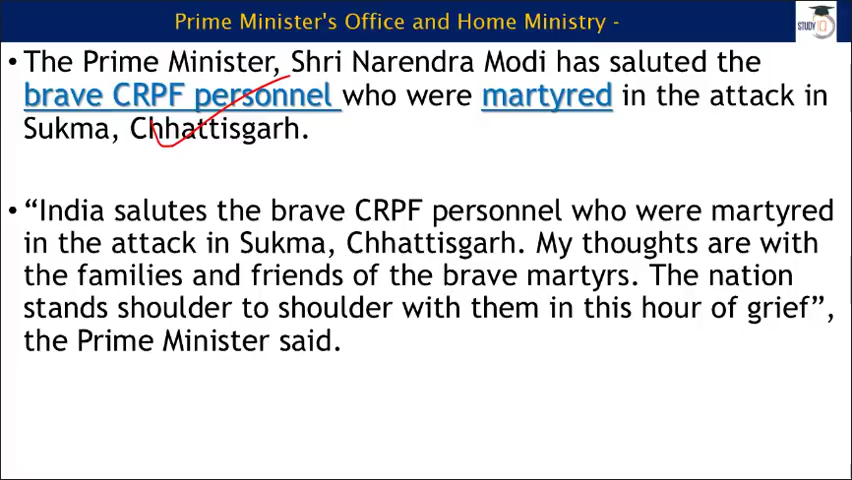 Prime Minister's Office and Home Ministry -
STUDY IQ
• The Prime Minister, Shri Narendra Modi has saluted the
brave CRPF personnel who were martyred in the attack in
Sukma, Chhattisgarh.
• “India salutes the brave CRPF personnel who were martyred
in the attack in Sukma, Chhattisgarh. My thoughts are with
the families and friends of the brave martyrs. The nation
stands shoulder to shoulder with them in this hour of grief”,
the Prime Minister said.